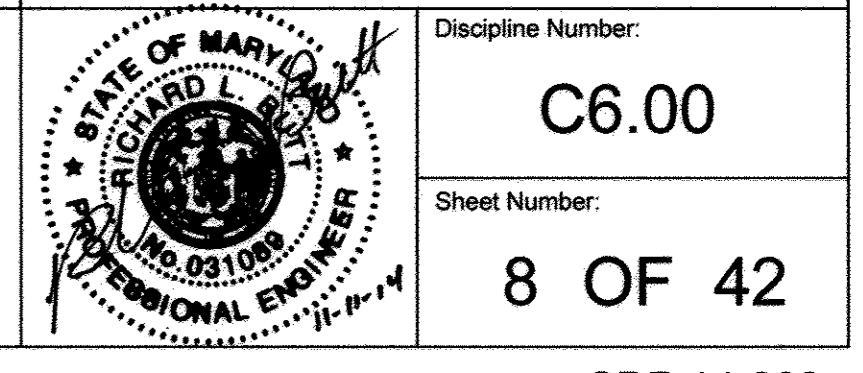 STATE OF MARYLAND
RICHARD L. BUTT
No. 031089
PROFESSIONAL ENGINEER
11-11-14
Discipline Number:
C6.00
Sheet Number:
8 OF 42